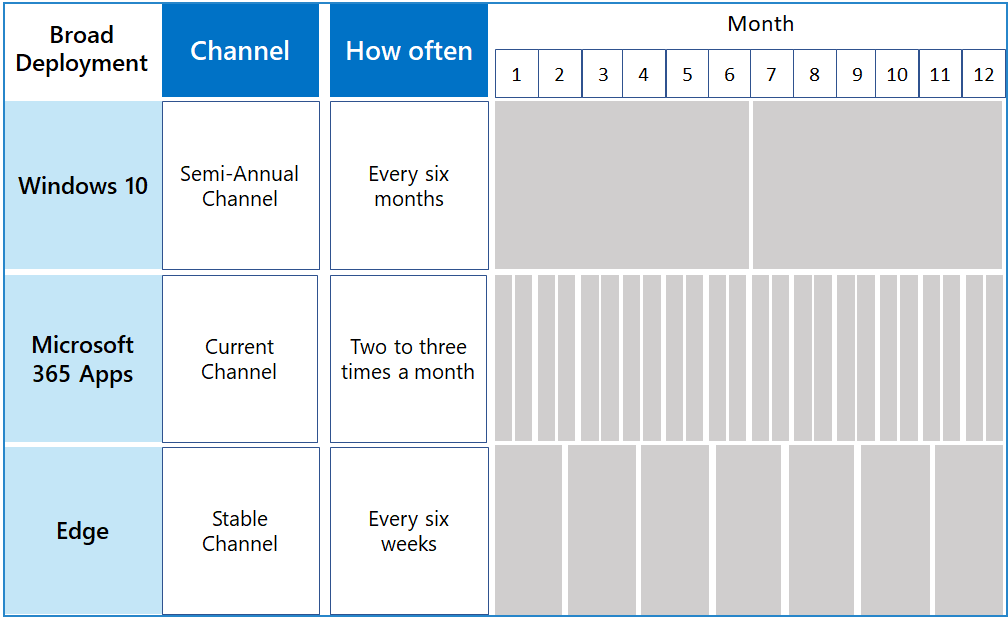 Broad
Deployment
Channel
How often
Month
1 2 3 4 5 6 7 8 9 10 11 12
Windows 10
Semi-Annual
Channel
Every six
months
Microsoft
365 Apps
Current
Channel
Two to three
times a month
Edge
Stable
Channel
Every six
weeks